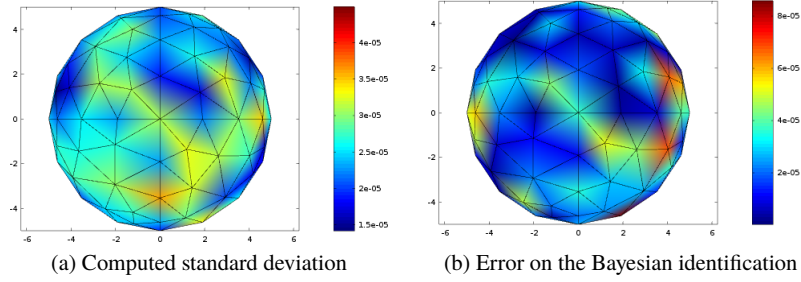 4
2
0
-2
-4
-6 -4 -2 0 2 4 6
4e-05
3.5e-05
3e-05
2.5e-05
2e-05
1.5e-05
4
2
0
-2
-4
-6 -4 -2 0 2 4 6
8e-05
6e-05
4e-05
2e-05
(a) Computed standard deviation
(b) Error on the Bayesian identification